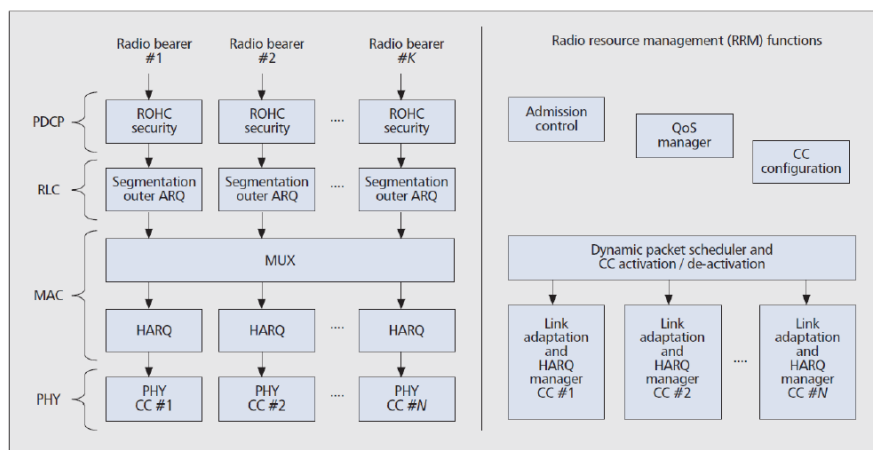 Radio bearer
#1
Radio bearer
#2
Radio bearer
#K
PDCP
ROHC
security
ROHC
security
....
ROHC
security
RLC
Segmentation
outer ARQ
Segmentation
outer ARQ
....
Segmentation
outer ARQ
MAC
MUX
HARQ
HARQ
....
HARQ
PHY
PHY
CC #1
PHY
CC #2
....
PHY
CC #N
Radio resource management (RRM) functions
Admission
control
QoS
manager
CC
configuration
Dynamic packet scheduler and
CC activation / de-activation
Link
adaptation
and
HARQ
manager
CC #1
Link
adaptation
and
HARQ
manager
CC #2
....
Link
adaptation
and
HARQ
manager
CC #N